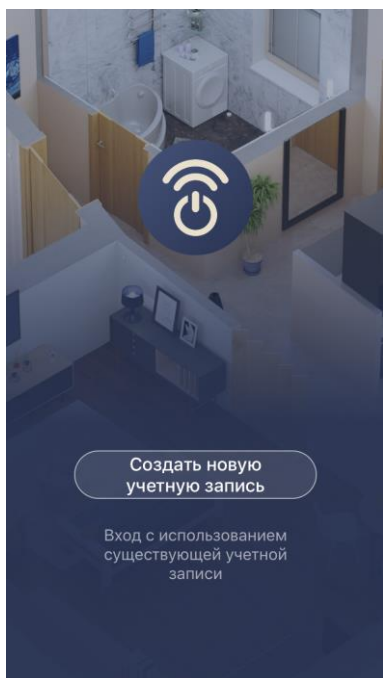 Создать новую
учетную запись
Вход с использованием
существующей учетной
записи